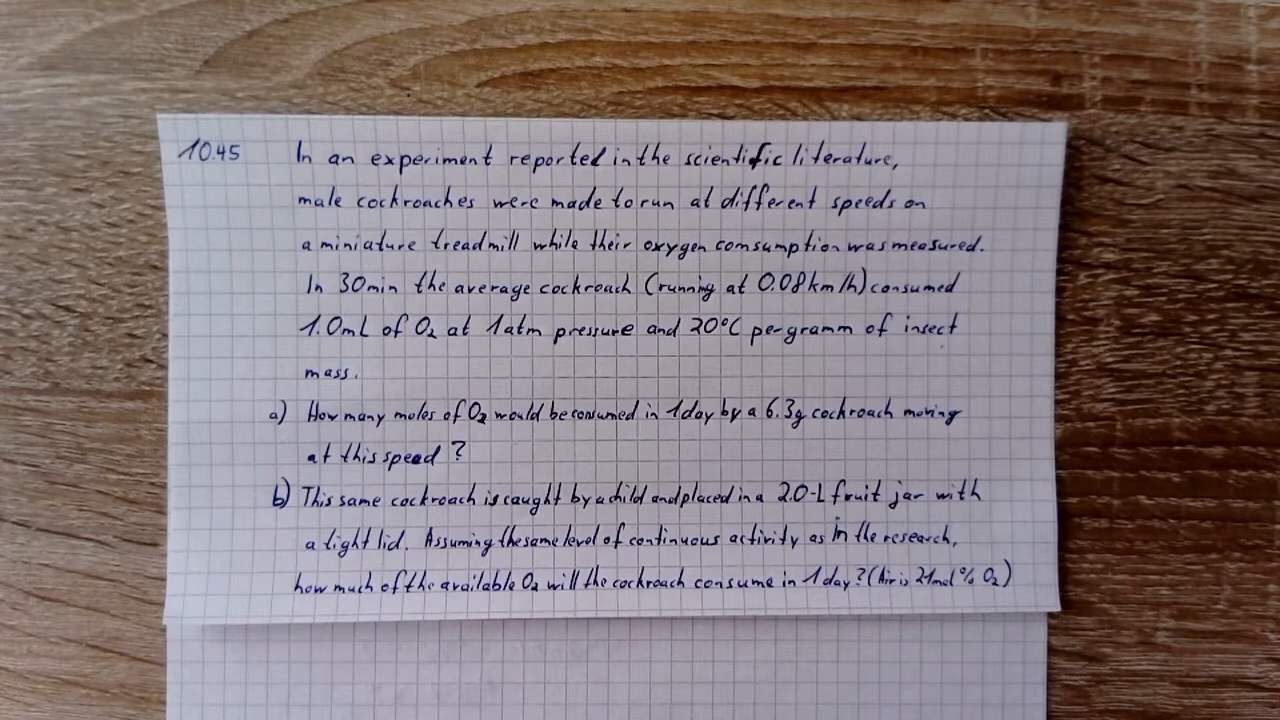 10.45 In an experiment reported in the scientific literature,
male cockroaches were made to run at different speeds on
a miniature treadmill while their oxygen comsumption was measured.
In 30min the average cockroach (running at 0.08km/h) consumed
1.0mL of O₂ at 1atm pressure and 20°C per gramm of insect
mass.
a) How many moles of O₂ would be consumed in 1 day by a 6.3g cockroach moving
at this speed?
b) This same cockroach is caught by a child and placed in a 2.0-L fruit jar with
a tight lid. Assuming the same level of continuous activity as in the research,
how much of the available O₂ will the cockroach consume in 1 day? (Air is 21 mol % O₂)